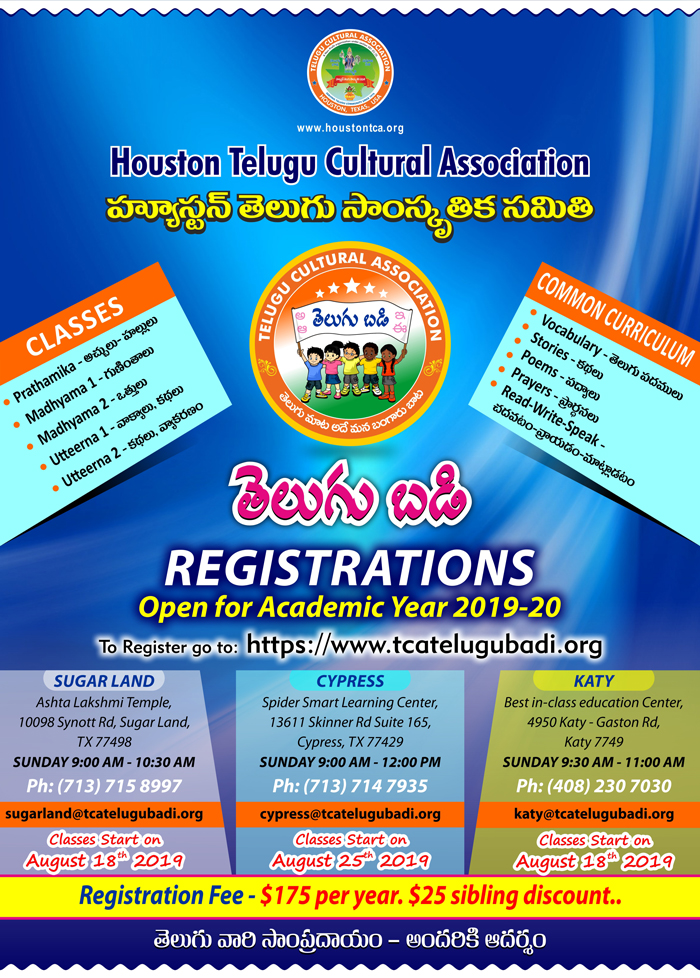 TELUGU CULTURAL ASSOCIATION
HOUSTON, TEXAS, USA
www.houstontca.org
Houston Telugu Cultural Association
హ్యూస్టన్ తెలుగు సాంస్కృతిక సమితి
CLASSES
• Prathamika - అచ్చులు- హల్లులు
• Madhyama 1 - గుణింతాలు
• Madhyama 2 - ఒత్తులు
• Utteerna 1 - వాక్యాలు, కథలు
• Utteerna 2 - కథలు, వ్యాకరణం
TELUGU CULTURAL ASSOCIATION
అ ఆ
తెలుగు బడి
ఇ ఈ
తెలుగు మాట అదే మన బంగారు బాట
COMMON CURRICULUM
• Vocabulary - తెలుగు పదములు
• Stories - కథలు
• Poems - పద్యాలు
• Prayers - ప్రార్థనలు
• Read-Write-Speak -
చదవటం-వ్రాయడం-మాట్లాడటం
తెలుగు బడి
REGISTRATIONS
Open for Academic Year 2019-20
To Register go to: https://www.tcatelugubadi.org
SUGAR LAND
Ashta Lakshmi Temple,
10098 Synott Rd, Sugar Land,
TX 77498
SUNDAY 9:00 AM - 10:30 AM
Ph: (713) 715 8997
sugarland@tcatelugubadi.org
Classes Start on
August 18th 2019
CYPRESS
Spider Smart Learning Center,
13611 Skinner Rd Suite 165,
Cypress, TX 77429
SUNDAY 9:00 AM - 12:00 PM
Ph: (713) 714 7935
cypress@tcatelugubadi.org
Classes Start on
August 25th 2019
KATY
Best in-class education Center,
4950 Katy - Gaston Rd,
Katy 7749
SUNDAY 9:30 AM - 11:00 AM
Ph: (408) 230 7030
katy@tcatelugubadi.org
Classes Start on
August 18th 2019
Registration Fee - $175 per year. $25 sibling discount..
తెలుగు వారి సాంప్రదాయం – అందరికి ఆదర్శం